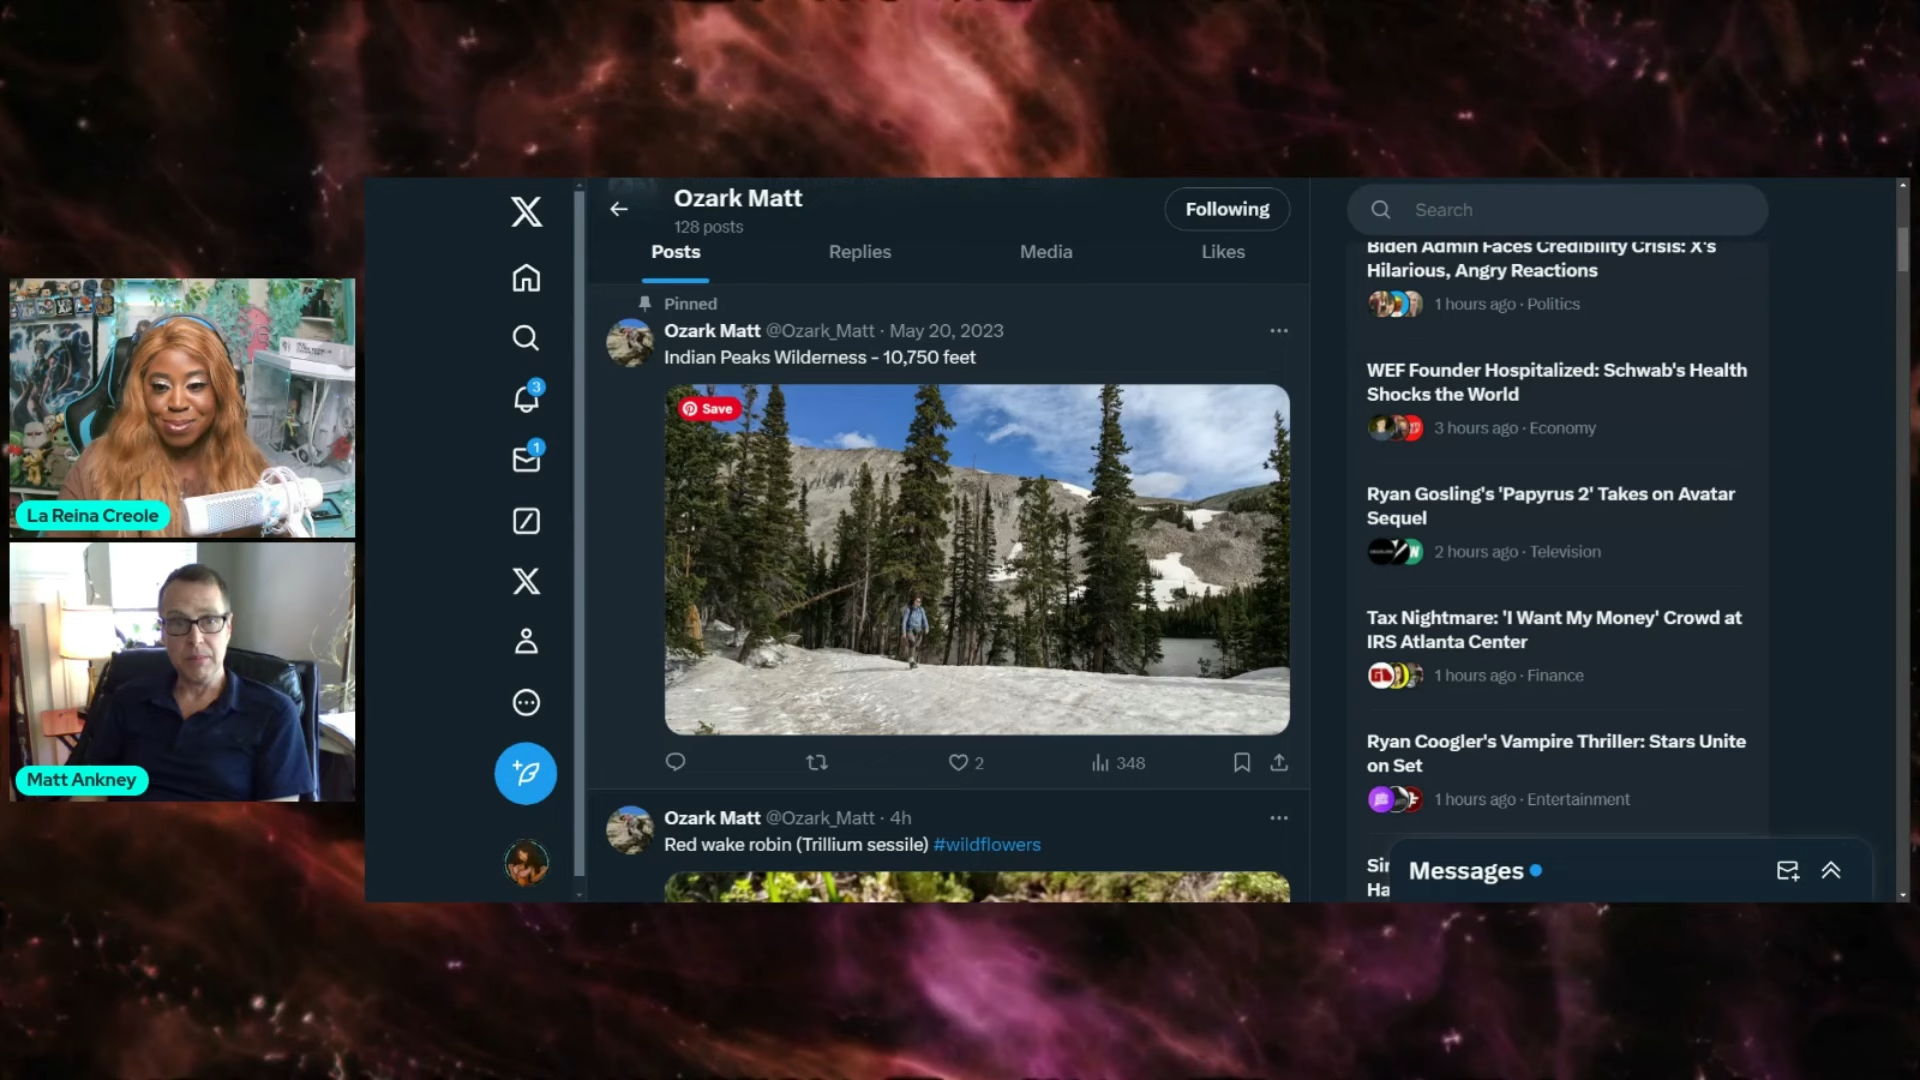 La Reina Creole
Matt Ankney
3
1
Ozark Matt
128 posts
Following
Posts
Replies
Media
Likes
Pinned
Ozark Matt @Ozark_Matt · May 20, 2023
Indian Peaks Wilderness - 10,750 feet
Save
2
348
Ozark Matt @Ozark_Matt · 4h
Red wake robin (Trillium sessile) #wildflowers
Search
Biden Admin Faces Credibility Crisis: X's
Hilarious, Angry Reactions
1 hours ago · Politics
WEF Founder Hospitalized: Schwab's Health
Shocks the World
3 hours ago · Economy
Ryan Gosling's 'Papyrus 2' Takes on Avatar
Sequel
2 hours ago · Television
Tax Nightmare: 'I Want My Money' Crowd at
IRS Atlanta Center
1 hours ago · Finance
Ryan Coogler's Vampire Thriller: Stars Unite
on Set
1 hours ago · Entertainment
Messages